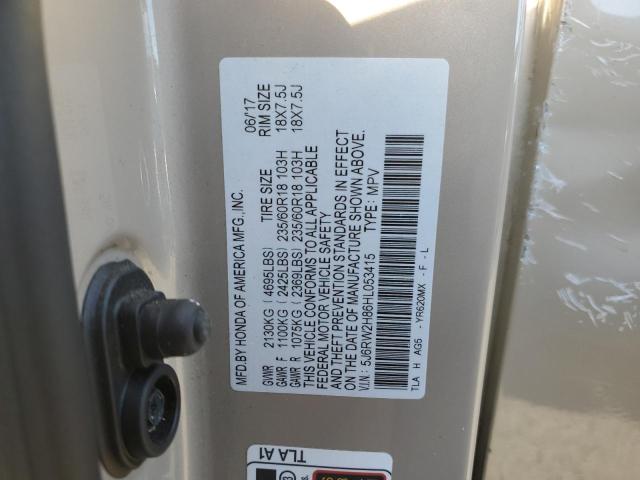 MFD.BY HONDA OF AMERICA MFG.,INC. 06/'17
GVWR 2130KG (4695LBS) TIRE SIZE RIM SIZE
GAWR F 1100KG (2425LBS) 235/60R18 103H 18X7.5J
GAWR R 1075KG (2369LBS) 235/60R18 103H 18X7.5J
THIS VEHICLE CONFORMS TO ALL APPLICABLE
FEDERAL MOTOR VEHICLE SAFETY
AND THEFT PREVENTION STANDARDS IN EFFECT
ON THE DATE OF MANUFACTURE SHOWN ABOVE.
V.I.N.: 5J6RW2H86HL053415 TYPE: MPV
TLA H AG5 - YR620MX - F - L
TLA A1